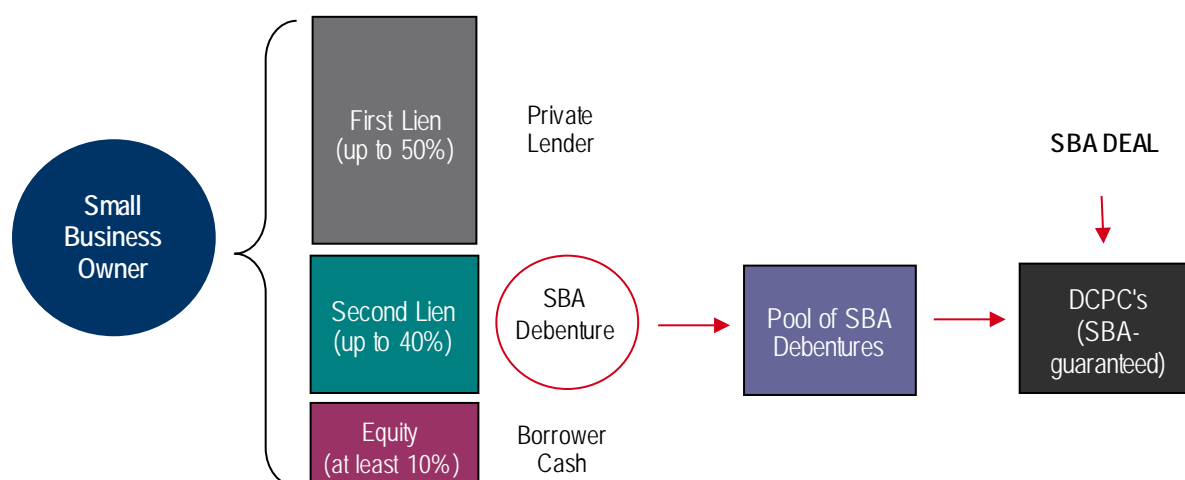 Small
Business
Owner
First Lien
(up to 50%)
Private
Lender
Second Lien
(up to 40%)
SBA
Debenture
Equity
(at least 10%)
Borrower
Cash
Pool of SBA
Debentures
SBA DEAL
DCPC's
(SBA-
guaranteed)